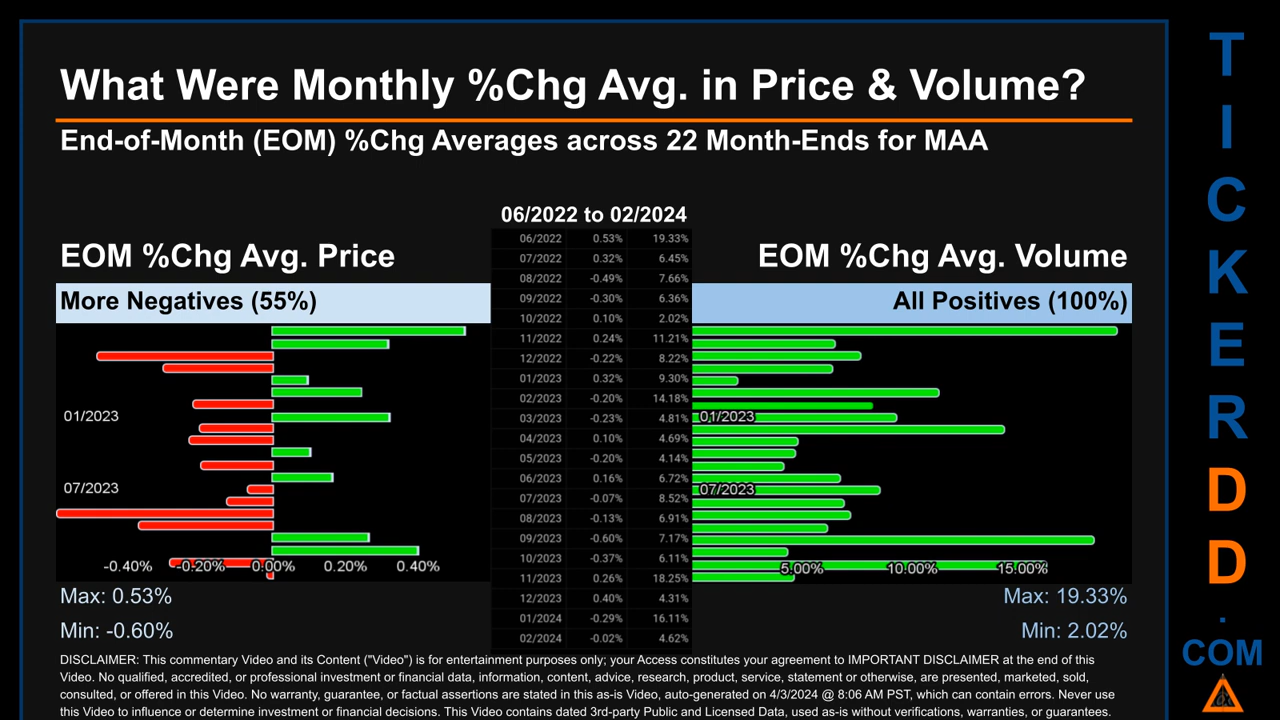 What Were Monthly %Chg Avg. in Price & Volume?
End-of-Month (EOM) %Chg Averages across 22 Month-Ends for MAA
06/2022 to 02/2024
EOM %Chg Avg. Price
EOM %Chg Avg. Volume
More Negatives (55%)
All Positives (100%)
06/2022 0.53% 19.33%
07/2022 0.32% 6.45%
08/2022 -0.49% 7.66%
09/2022 -0.30% 6.36%
10/2022 0.10% 2.02%
11/2022 0.24% 11.21%
12/2022 -0.22% 8.22%
01/2023 0.32% 9.30%
02/2023 -0.20% 14.18%
03/2023 -0.23% 4.81%
04/2023 0.10% 4.69%
05/2023 -0.20% 4.14%
06/2023 0.16% 6.72%
07/2023 -0.07% 8.52%
08/2023 -0.13% 6.91%
09/2023 -0.60% 7.17%
10/2023 -0.37% 6.11%
11/2023 0.26% 18.25%
12/2023 0.40% 4.31%
01/2024 -0.29% 16.11%
02/2024 -0.02% 4.62%
01/2023
07/2023
-0.40% -0.20% 0.00% 0.20% 0.40%
01/2023
07/2023
5.00% 10.00% 15.00%
Max: 0.53%
Min: -0.60%
Max: 19.33%
Min: 2.02%
DISCLAIMER: This commentary Video and its Content ("Video") is for entertainment purposes only; your Access constitutes your agreement to IMPORTANT DISCLAIMER at the end of this
Video. No qualified, accredited, or professional investment or financial data, information, content, advice, research, product, service, statement or otherwise, are presented, marketed, sold,
consulted, or offered in this Video. No warranty, guarantee, or factual assertions are stated in this as-is Video, auto-generated on 4/3/2024 @ 8:06 AM PST, which can contain errors. Never use
this Video to influence or determine investment or financial decisions. This Video contains dated 3rd-party Public and Licensed Data, used as-is without verifications, warranties, or guarantees.
T
I
C
K
E
R
D
D
.
COM